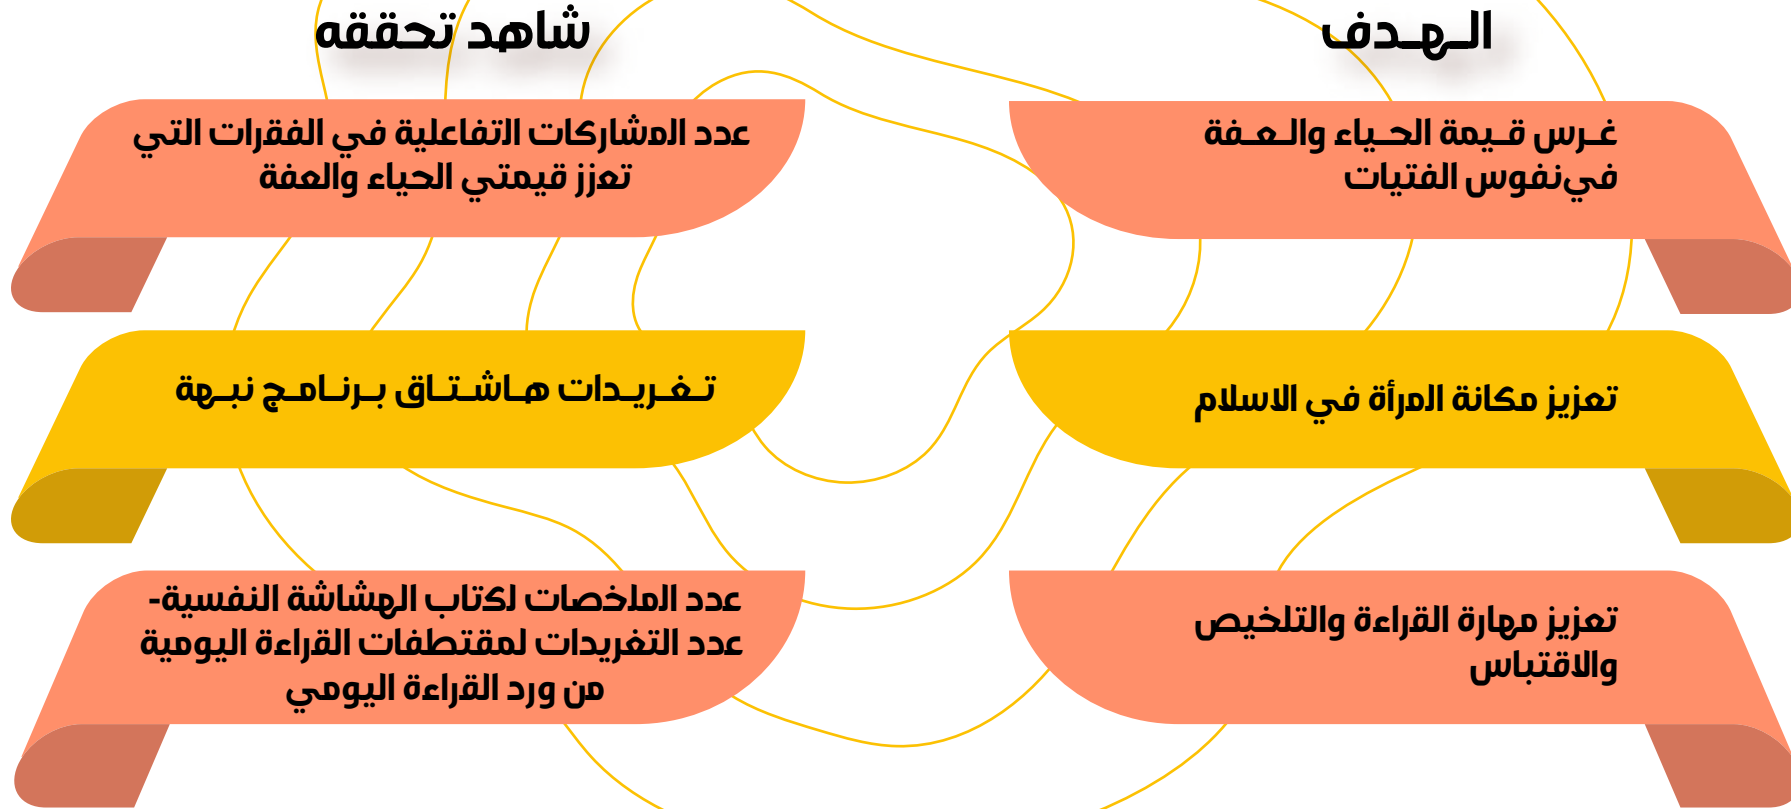 الـهـدف
شاهد تحققه
غـرس قـيمة الحـياء والـعـفة
في نفوس الفتيات
عدد المشاركات التفاعلية في الفقرات التي
تعزز قيمتي الحياء والعفة
تعزيز مكانة المرأة في الاسلام
تـغـريـدات هـاشـتـاق بـرنـامـج نبـهة
تعزيز مهارة القراءة والتلخيص
والاقتباس
عدد الملخصات لكتاب الهشاشة النفسية-
عدد التغريدات لمقتطفات القراءة اليومية
من ورد القراءة اليومي